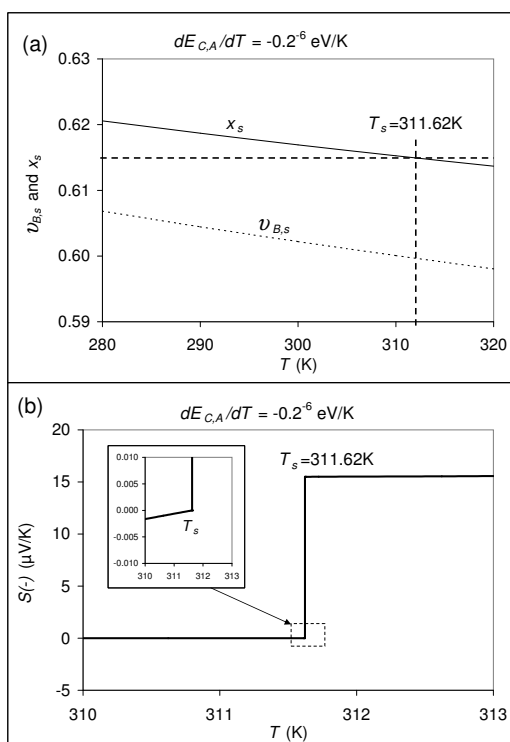 (a)
dE_{C,A}/dT = -0.2^{-6} eV/K
0.63
0.62
0.61
0.60
0.59
υ_{B,s} and x_s
x_s
T_s=311.62K
υ_{B,s}
280 290 300 310 320
T (K)
(b)
dE_{C,A}/dT = -0.2^{-6} eV/K
20
15
10
5
0
-5
S(-) (µV/K)
T_s=311.62K
0.010
0.005
0.000
-0.005
-0.010
T_s
310 311 312 313
310 311 312 313
T (K)